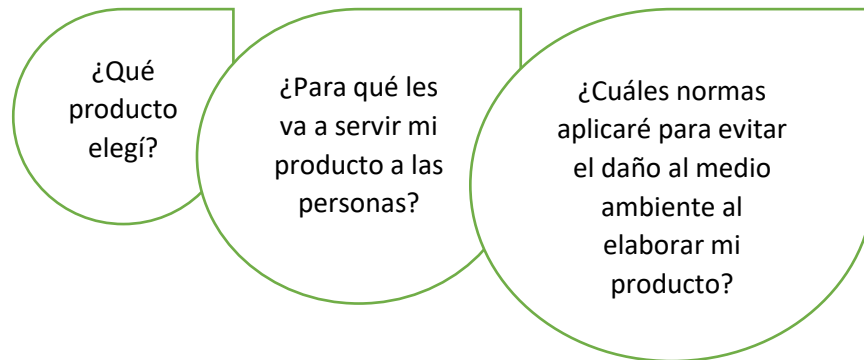 ¿Qué
producto
elegí?
¿Para qué les
va a servir mi
producto a las
personas?
¿Cuáles normas
aplicaré para evitar
el daño al medio
ambiente al
elaborar mi
producto?